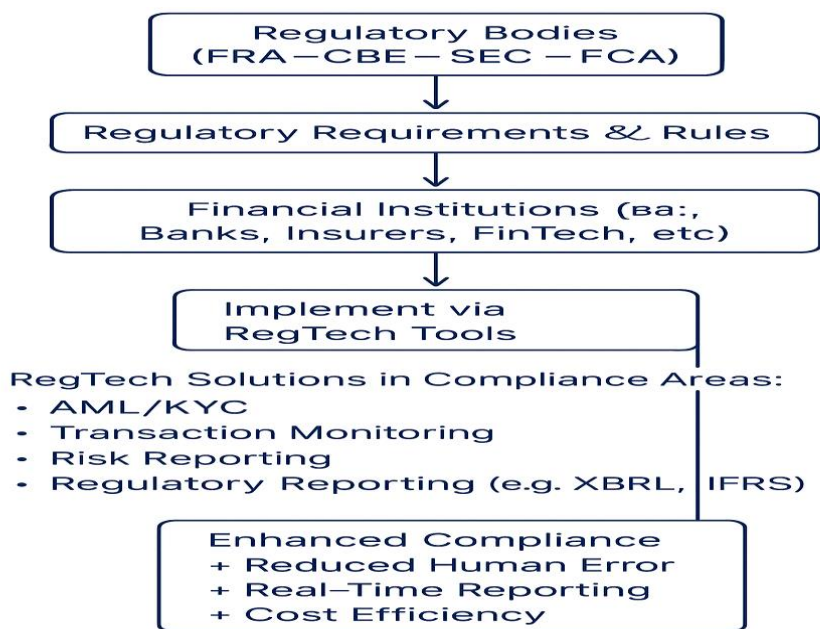 Regulatory Bodies
(FRA–CBE–SEC–FCA)
Regulatory Requirements & Rules
Financial Institutions (Ba:,
Banks, Insurers, FinTech, etc)
Implement via
RegTech Tools
RegTech Solutions in Compliance Areas:
• AML/KYC
• Transaction Monitoring
• Risk Reporting
• Regulatory Reporting (e.g. XBRL, IFRS)
Enhanced Compliance
+ Reduced Human Error
+ Real–Time Reporting
+ Cost Efficiency